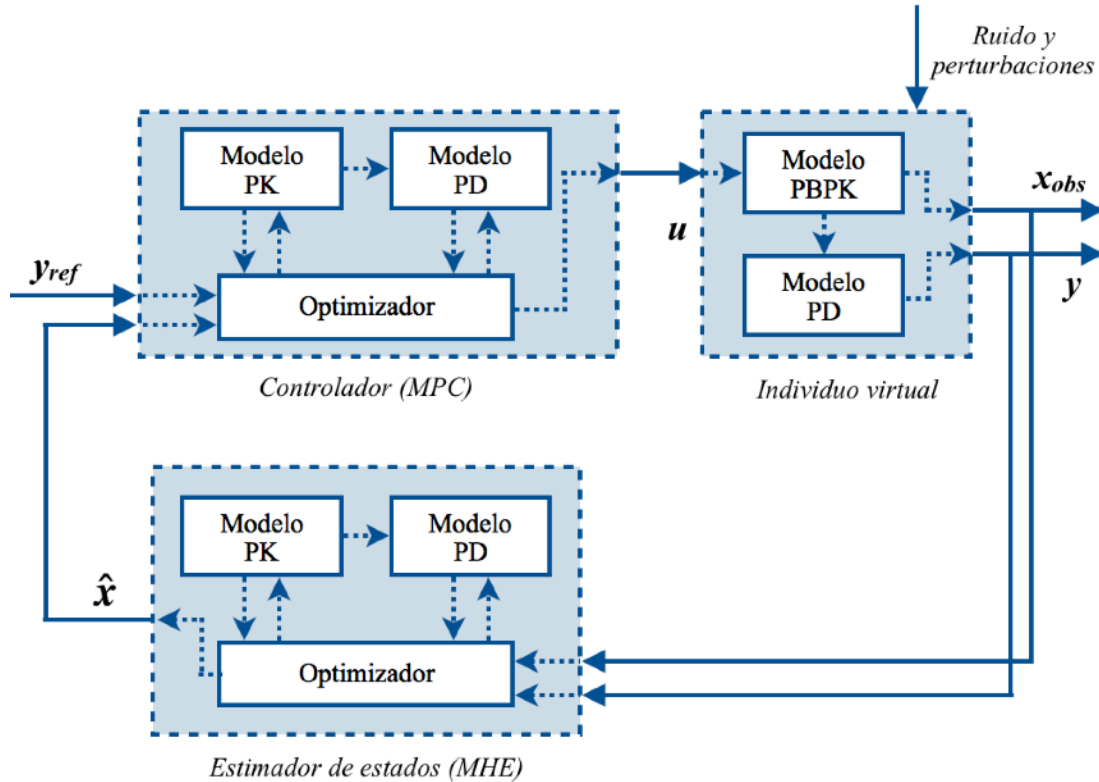 Ruido y
perturbaciones
Modelo
PK
Modelo
PD
Optimizador
y_ref
Controlador (MPC)
u
Modelo
PBPK
Modelo
PD
Individuo virtual
x_obs
y
Modelo
PK
Modelo
PD
Optimizador
x̂
Estimador de estados (MHE)